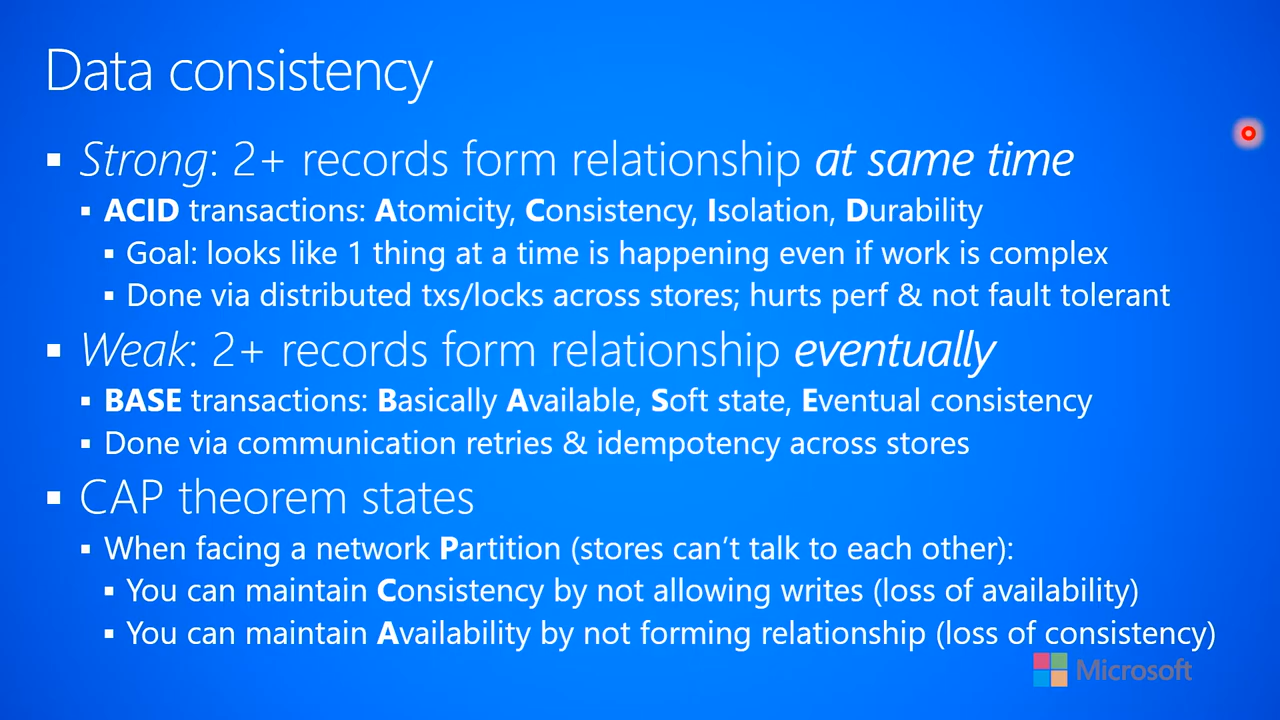 Data consistency
▪ Strong: 2+ records form relationship at same time
▪ ACID transactions: Atomicity, Consistency, Isolation, Durability
▪ Goal: looks like 1 thing at a time is happening even if work is complex
▪ Done via distributed txs/locks across stores; hurts perf & not fault tolerant
▪ Weak: 2+ records form relationship eventually
▪ BASE transactions: Basically Available, Soft state, Eventual consistency
▪ Done via communication retries & idempotency across stores
▪ CAP theorem states
▪ When facing a network Partition (stores can’t talk to each other):
▪ You can maintain Consistency by not allowing writes (loss of availability)
▪ You can maintain Availability by not forming relationship (loss of consistency)
Microsoft